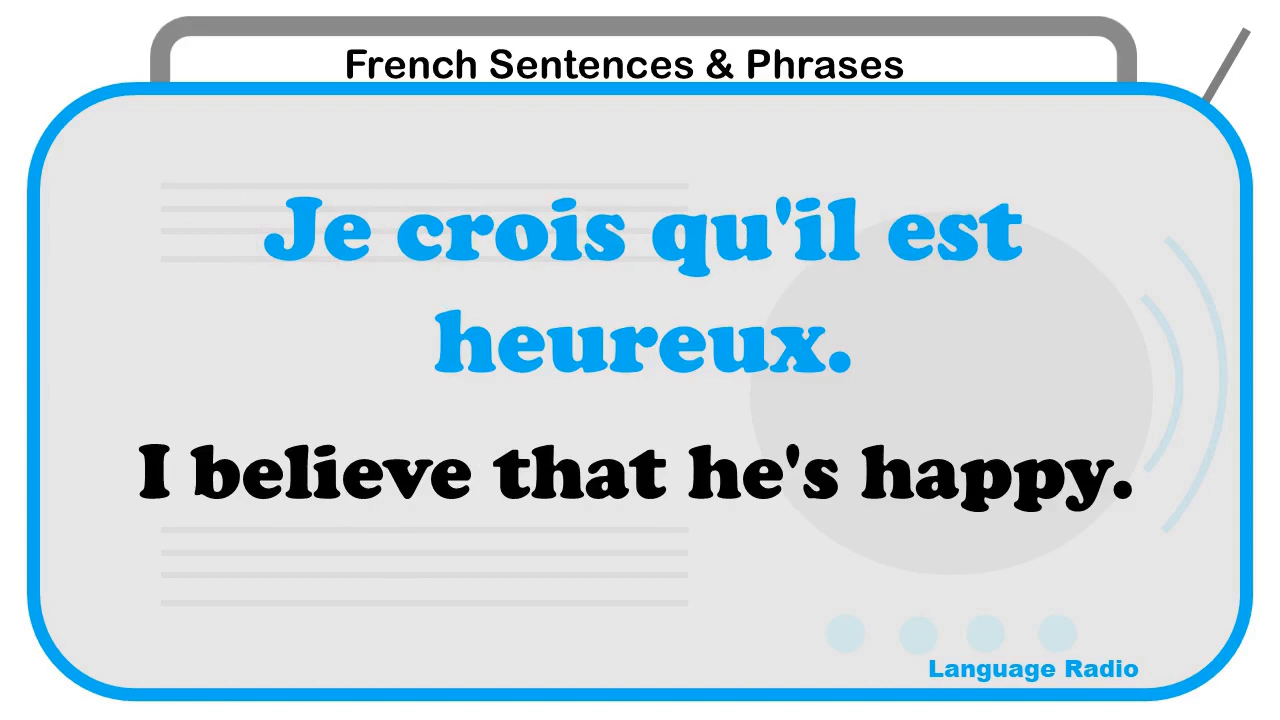 French Sentences & Phrases
Je crois qu'il est
heureux.
I believe that he's happy.
Language Radio